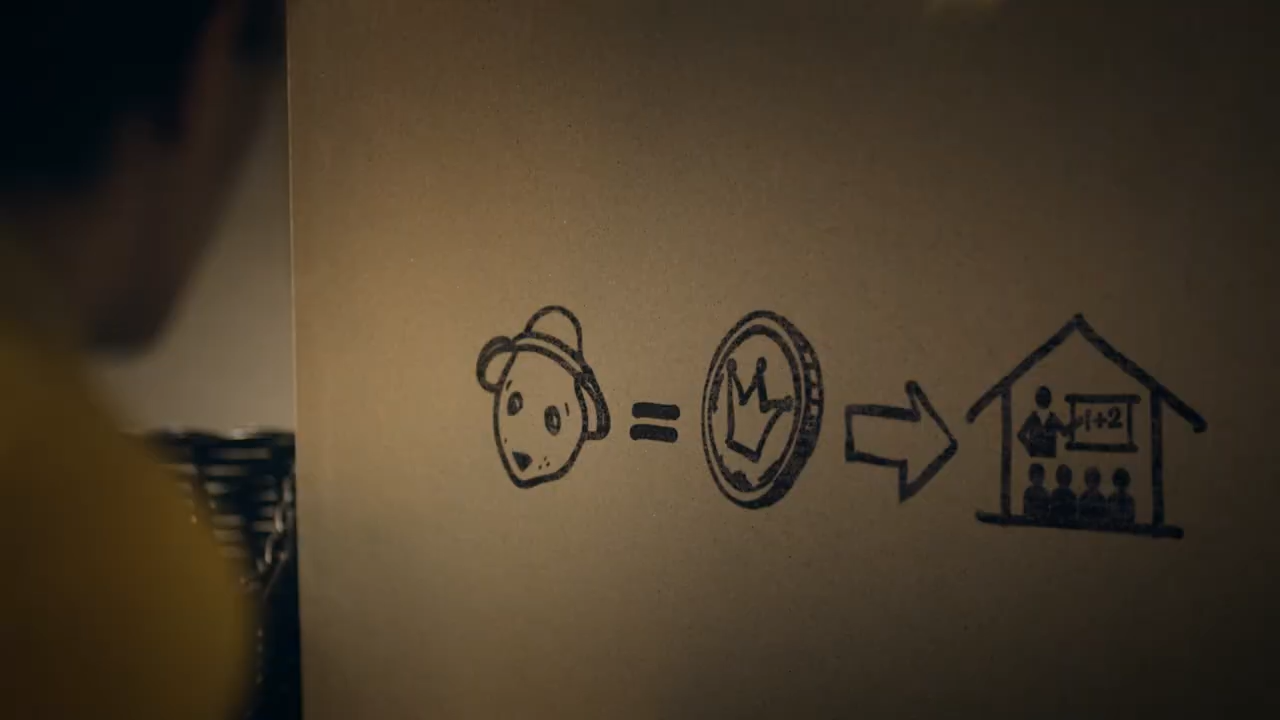 =
1+2